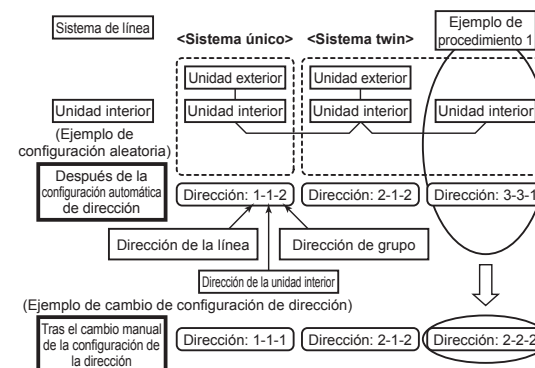 Sistema de línea
<Sistema único>
<Sistema twin>
Ejemplo de
procedimiento 1
Unidad exterior
Unidad exterior
Unidad interior
Unidad interior
Unidad interior
Unidad interior
(Ejemplo de
configuración aleatoria)
Después de la
configuración automática
de dirección
Dirección: 1-1-2
Dirección: 2-1-2
Dirección: 3-3-1
Dirección de la línea
Dirección de grupo
Dirección de la unidad interior
(Ejemplo de cambio de configuración de dirección)
Tras el cambio manual
de la configuración de
la dirección
Dirección: 1-1-1
Dirección: 2-1-2
Dirección: 2-2-2